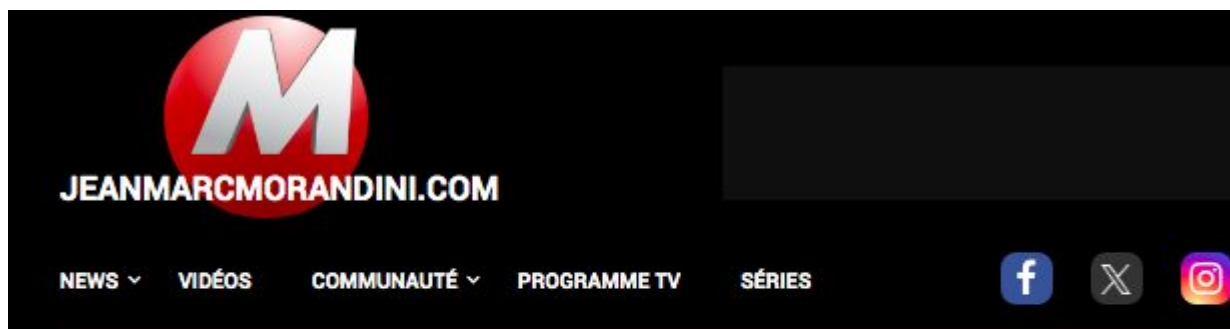 M
JEANMARCMORANDINI.COM
NEWS VIDÉOS COMMUNAUTÉ PROGRAMME TV SÉRIES